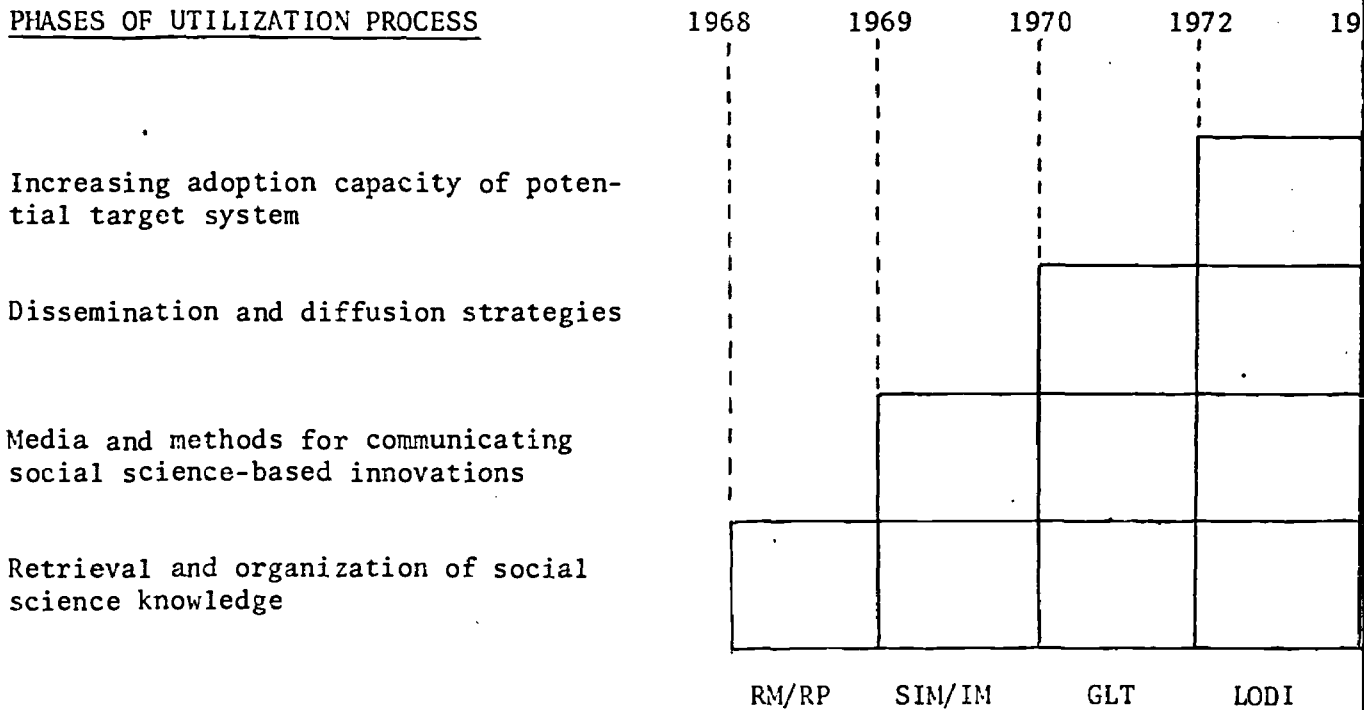 PHASES OF UTILIZATION PROCESS 1968 1969 1970 1972 19
Increasing adoption capacity of poten-
tial target system
Dissemination and diffusion strategies
Media and methods for communicating
social science-based innovations
Retrieval and organization of social
science knowledge
RM/RP SIM/IM GLT LODI